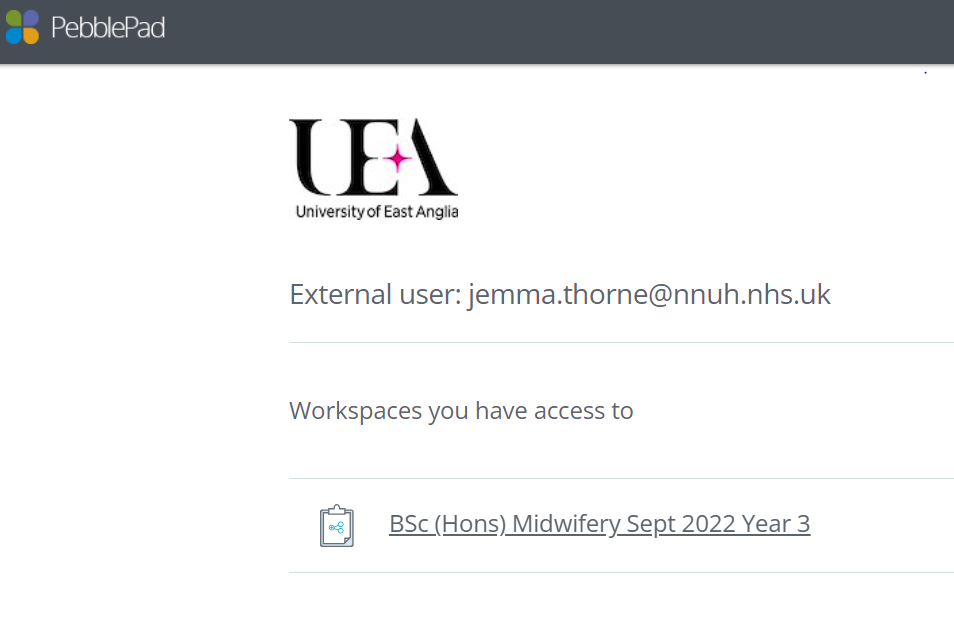 PebblePad
UEA
University of East Anglia
External user: jemma.thorne@nnuh.nhs.uk
Workspaces you have access to
BSc (Hons) Midwifery Sept 2022 Year 3